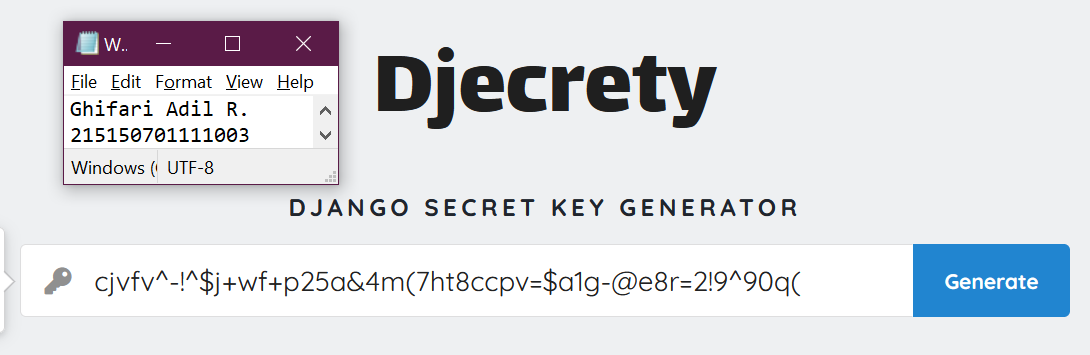 W..
File Edit Format View Help
Ghifari Adil R.
215150701111003
Windows ( UTF-8
Djecrety
DJANGO SECRET KEY GENERATOR
cjvfv^-!^$j+wf+p25a&4m(7ht8ccpv=$a1g-@e8r=2!9^90q(
Generate